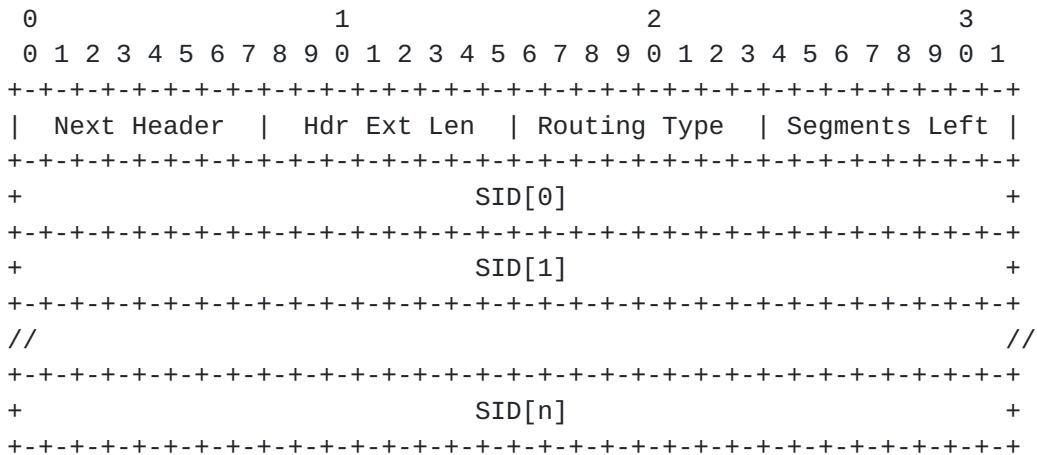 0                   1                   2                   3
 0 1 2 3 4 5 6 7 8 9 0 1 2 3 4 5 6 7 8 9 0 1 2 3 4 5 6 7 8 9 0 1
+-+-+-+-+-+-+-+-+-+-+-+-+-+-+-+-+-+-+-+-+-+-+-+-+-+-+-+-+-+-+-+-+
|  Next Header  |  Hdr Ext Len  | Routing Type  | Segments Left |
+-+-+-+-+-+-+-+-+-+-+-+-+-+-+-+-+-+-+-+-+-+-+-+-+-+-+-+-+-+-+-+-+
+                             SID[0]                            +
+-+-+-+-+-+-+-+-+-+-+-+-+-+-+-+-+-+-+-+-+-+-+-+-+-+-+-+-+-+-+-+-+
+                             SID[1]                            +
+-+-+-+-+-+-+-+-+-+-+-+-+-+-+-+-+-+-+-+-+-+-+-+-+-+-+-+-+-+-+-+-+
//                                                              //
+-+-+-+-+-+-+-+-+-+-+-+-+-+-+-+-+-+-+-+-+-+-+-+-+-+-+-+-+-+-+-+-+
+                             SID[n]                            +
+-+-+-+-+-+-+-+-+-+-+-+-+-+-+-+-+-+-+-+-+-+-+-+-+-+-+-+-+-+-+-+-+